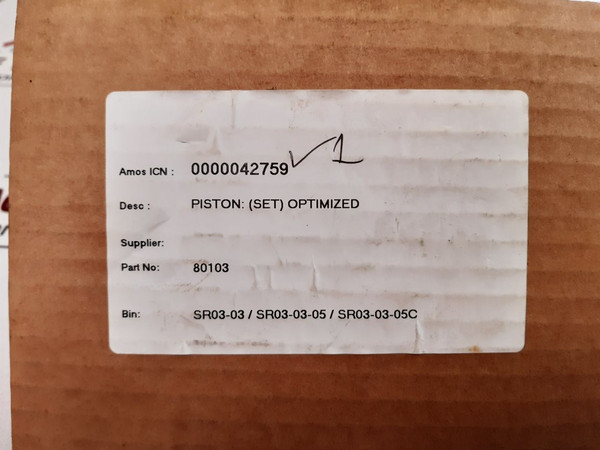 Amos ICN : 0000042759 ✓1
Desc : PISTON: (SET) OPTIMIZED
Supplier:
Part No: 80103
Bin: SR03-03 / SR03-03-05 / SR03-03-05C